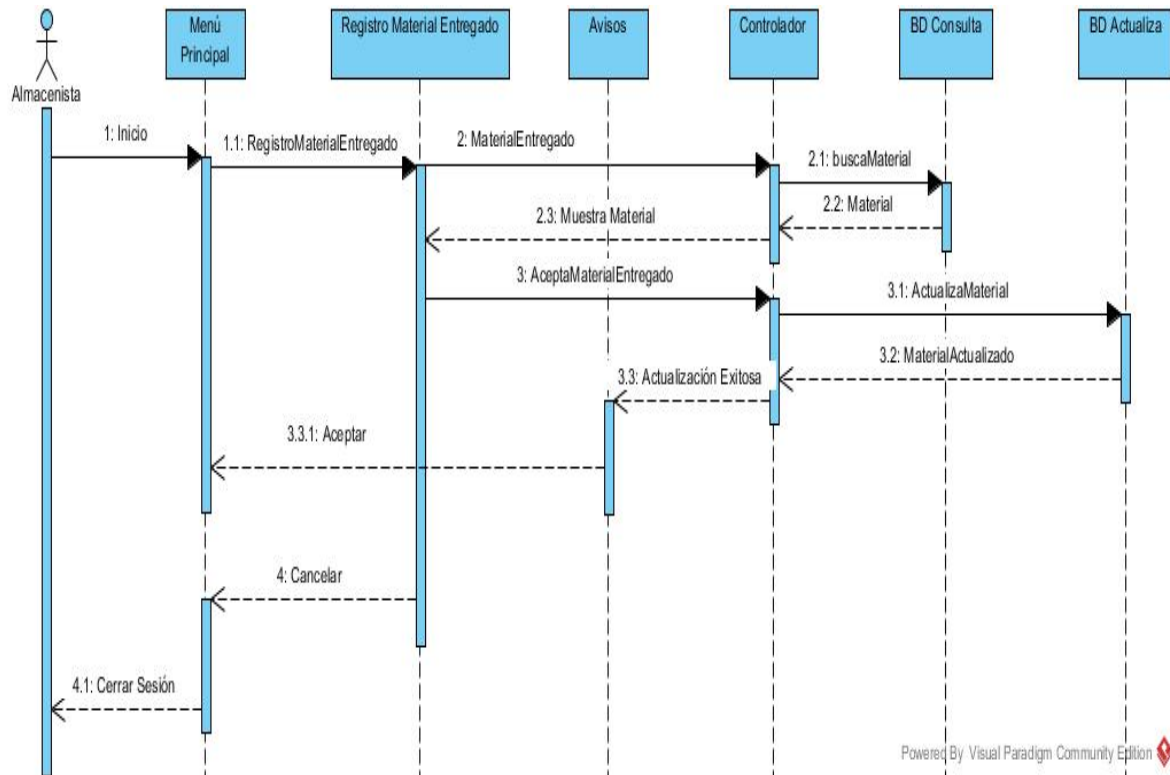 Menú
Principal
Registro Material Entregado
Avisos
Controlador
BD Consulta
BD Actualiza
Almacenista
1: Inicio
1.1: RegistroMaterialEntregado
2: MaterialEntregado
2.1: buscaMaterial
2.2: Material
2.3: Muestra Material
3: AceptaMaterialEntregado
3.1: ActualizaMaterial
3.2: MaterialActualizado
3.3: Actualización Exitosa
3.3.1: Aceptar
4: Cancelar
4.1: Cerrar Sesión
Powered By Visual Paradigm Community Edition